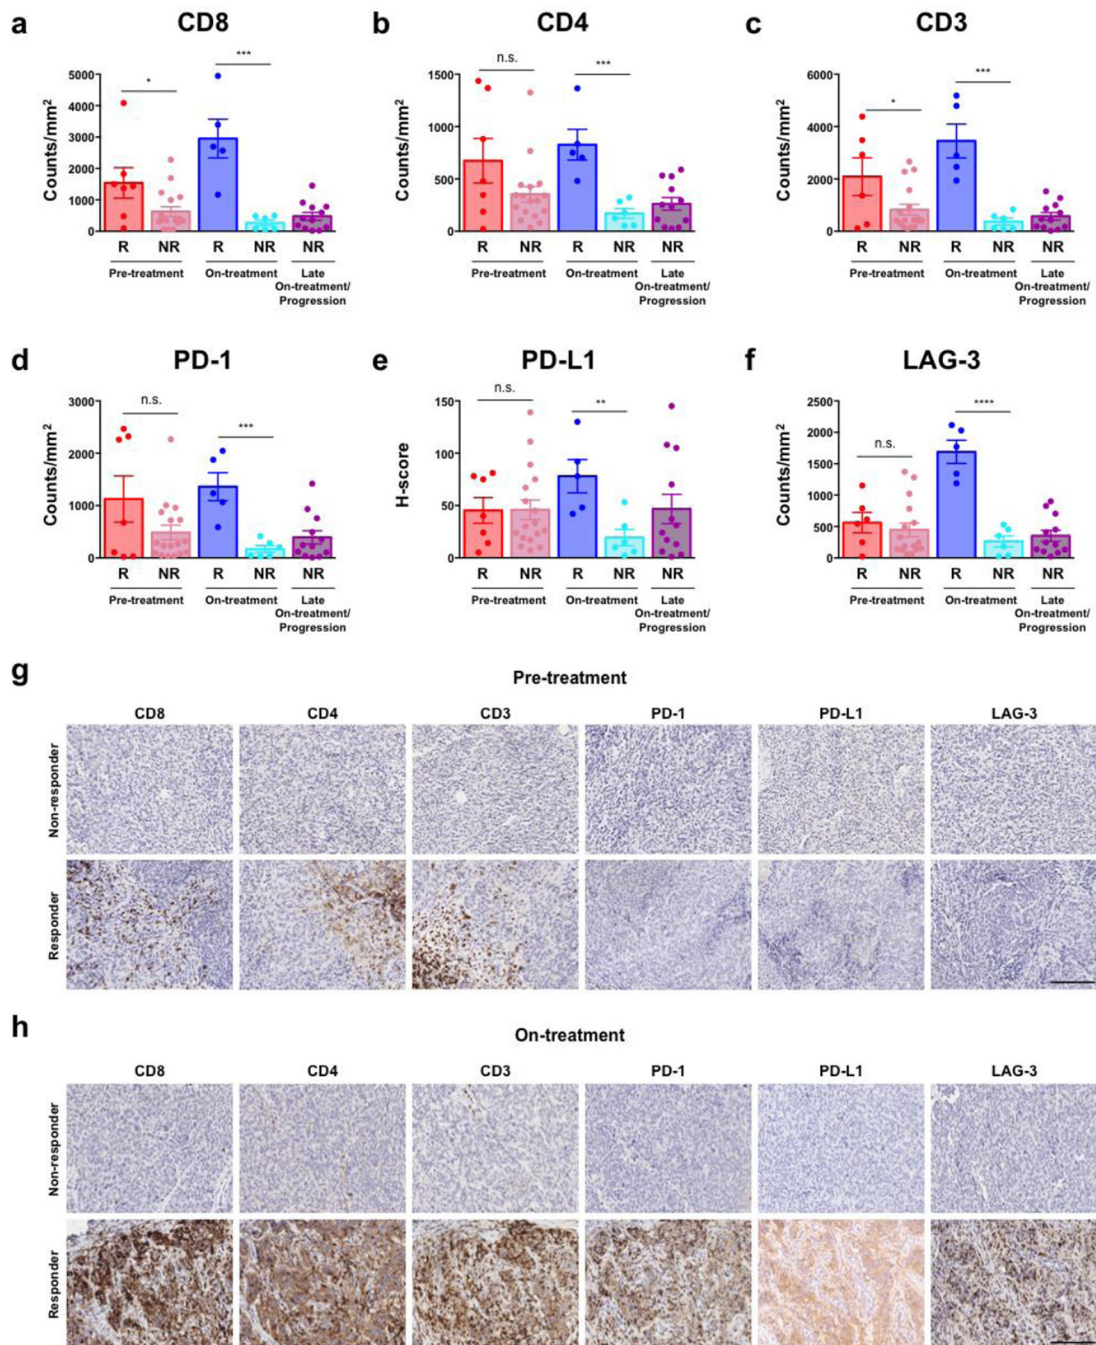 a
CD8
Counts/mm²
5000
4000
3000
2000
1000
0
*
***
R NR R NR NR
Pre-treatment On-treatment Late
On-treatment/
Progression
b
CD4
Counts/mm²
1500
1000
500
0
n.s.
***
R NR R NR NR
Pre-treatment On-treatment Late
On-treatment/
Progression
c
CD3
Counts/mm²
6000
4000
2000
0
*
***
R NR R NR NR
Pre-treatment On-treatment Late
On-treatment/
Progression
d
PD-1
Counts/mm²
3000
2000
1000
0
n.s.
***
R NR R NR NR
Pre-treatment On-treatment Late
On-treatment/
Progression
e
PD-L1
H-score
150
100
50
0
n.s.
**
R NR R NR NR
Pre-treatment On-treatment Late
On-treatment/
Progression
f
LAG-3
Counts/mm²
2500
2000
1500
1000
500
0
n.s.
****
R NR R NR NR
Pre-treatment On-treatment Late
On-treatment/
Progression
g
Pre-treatment
CD8 CD4 CD3 PD-1 PD-L1 LAG-3
Non-responder
Responder
h
On-treatment
CD8 CD4 CD3 PD-1 PD-L1 LAG-3
Non-responder
Responder